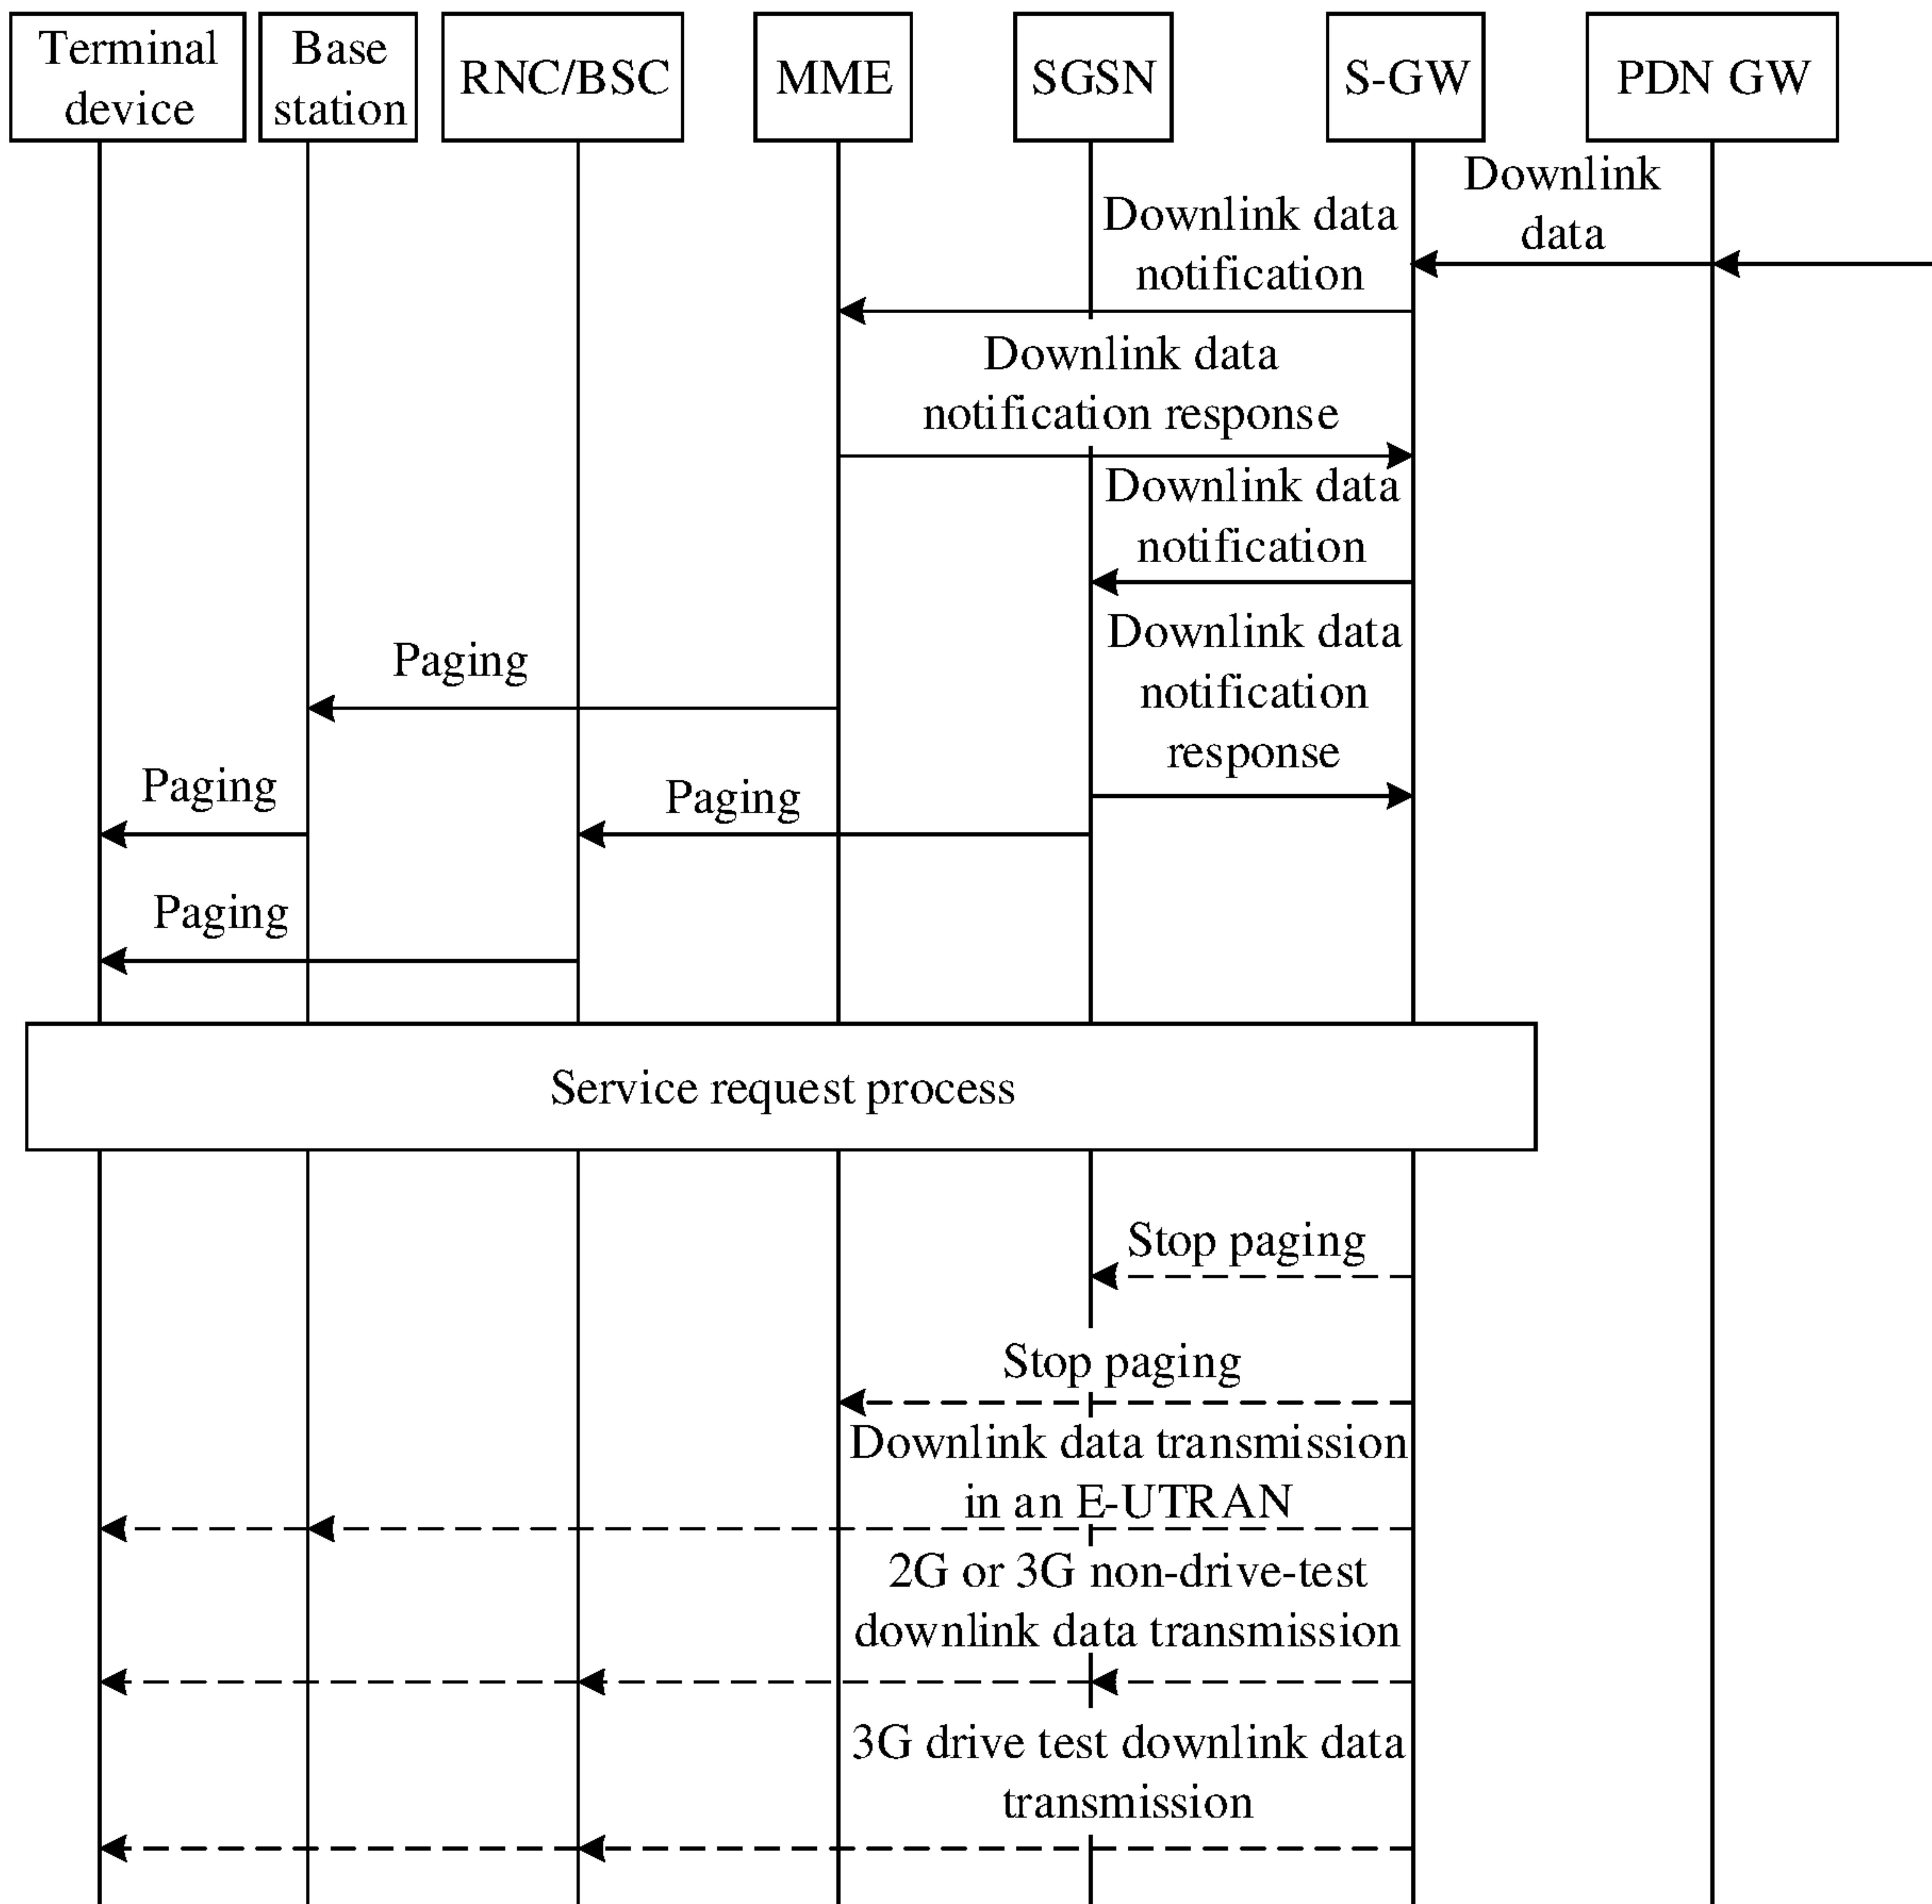 Terminal
device
Base
station
RNC/BSC
MME
SGSN
S-GW
PDN GW
Downlink
data
Downlink data
notification
Downlink data
notification response
Downlink data
notification
Downlink data
notification
response
Paging
Paging
Paging
Paging
Service request process
Stop paging
Stop paging
Downlink data transmission
in an E-UTRAN
2G or 3G non-drive-test
downlink data transmission
3G drive test downlink data
transmission